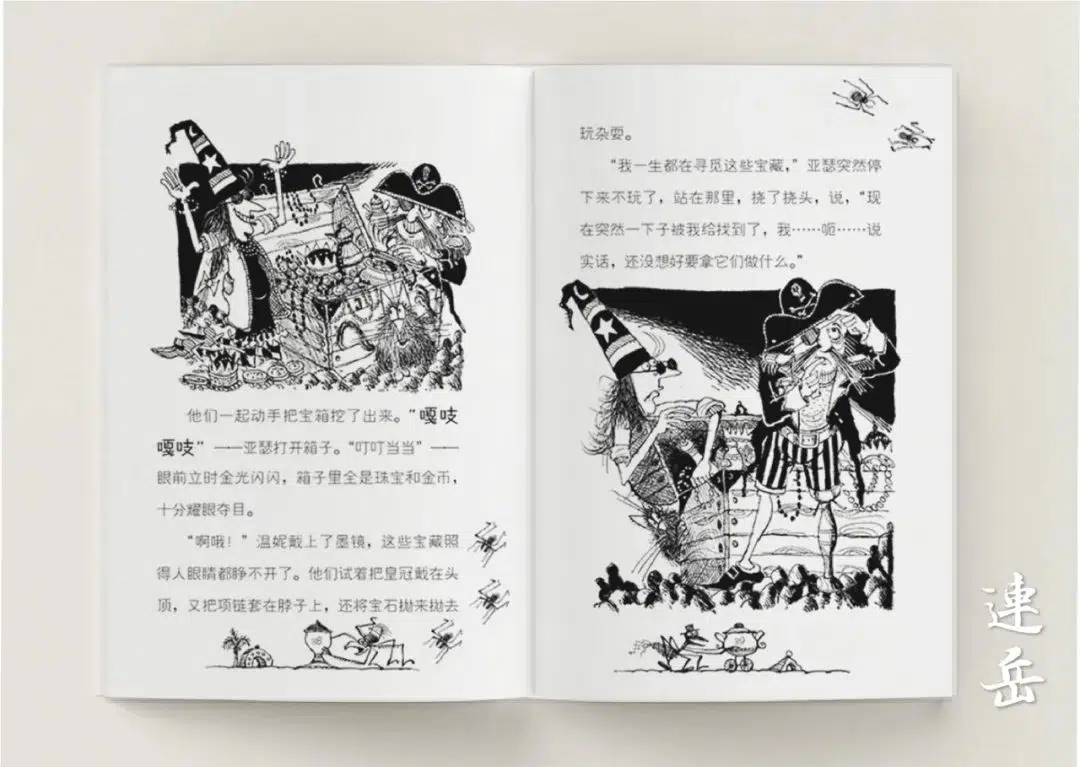 他们一起动手把宝箱挖了出来。“嘎吱
嘎吱”——亚瑟打开箱子。“叮叮当当”——
眼前立时金光闪闪，箱子里全是珠宝和金币，
十分耀眼夺目。
“啊哦！”温妮戴上了墨镜，这些宝藏照
得人眼睛都睁不开了。他们试着把皇冠戴在头
顶，又把项链套在脖子上，还将宝石抛来抛去
玩杂耍。
“我一生都在寻觅这些宝藏，”亚瑟突然停
下来不玩了，站在那里，挠了挠头，说，“现
在突然一下子被我给找到了，我……呃……说
实话，还没想好要拿它们做什么。”
連
岳